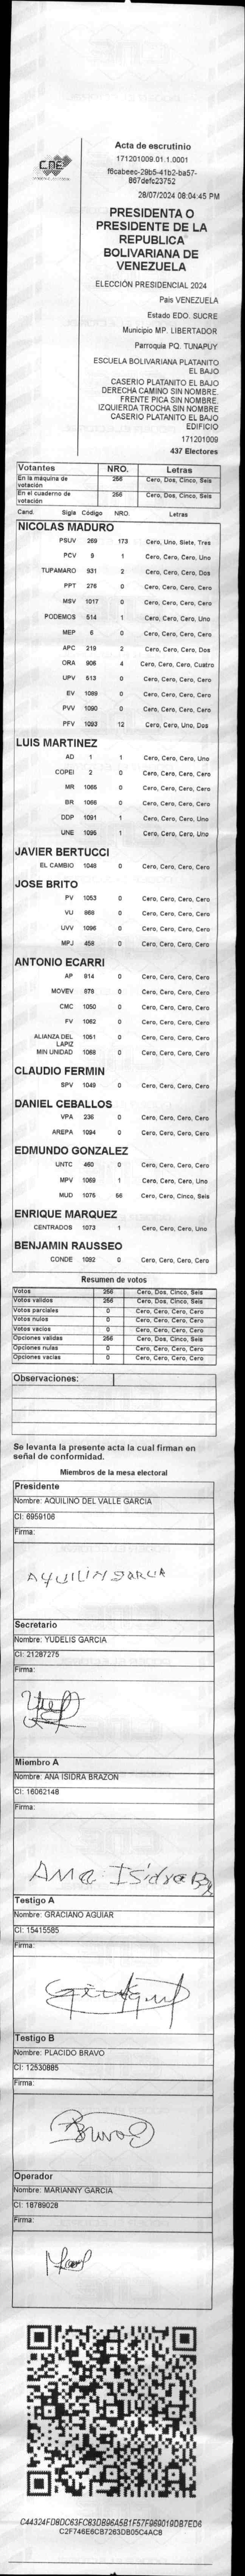 CNE
Acta de escrutinio
171201009.01.1.0001
f6cabeec-29b5-41b2-ba57-
867defc23752
28/07/2024 08:04:45 PM
PRESIDENTA O
PRESIDENTE DE LA
REPUBLICA
BOLIVARIANA DE
VENEZUELA
ELECCIÓN PRESIDENCIAL 2024
País VENEZUELA
Estado EDO. SUCRE
Municipio MP. LIBERTADOR
Parroquia PQ. TUNAPUY
ESCUELA BOLIVARIANA PLATANITO
EL BAJO
CASERIO PLATANITO EL BAJO
DERECHA CAMINO SIN NOMBRE.
FRENTE PICA SIN NOMBRE.
IZQUIERDA TROCHA SIN NOMBRE
CASERIO PLATANITO EL BAJO
EDIFICIO
171201009
437 Electores
Votantes NRO. Letras
En la máquina de votación 256 Cero, Dos, Cinco, Seis
En el cuaderno de votación 256 Cero, Dos, Cinco, Seis
Cand. Sigla Código NRO. Letras
NICOLAS MADURO
PSUV 269 173 Cero, Uno, Siete, Tres
PCV 9 1 Cero, Cero, Cero, Uno
TUPAMARO 931 2 Cero, Cero, Cero, Dos
PPT 276 0 Cero, Cero, Cero, Cero
MSV 1017 0 Cero, Cero, Cero, Cero
PODEMOS 514 1 Cero, Cero, Cero, Uno
MEP 6 0 Cero, Cero, Cero, Cero
APC 219 2 Cero, Cero, Cero, Dos
ORA 906 4 Cero, Cero, Cero, Cuatro
UPV 513 0 Cero, Cero, Cero, Cero
EV 1089 0 Cero, Cero, Cero, Cero
PVV 1090 0 Cero, Cero, Cero, Cero
PFV 1093 12 Cero, Cero, Uno, Dos
LUIS MARTINEZ
AD 1 1 Cero, Cero, Cero, Uno
COPEI 2 0 Cero, Cero, Cero, Cero
MR 1065 0 Cero, Cero, Cero, Cero
BR 1066 0 Cero, Cero, Cero, Cero
DDP 1091 1 Cero, Cero, Cero, Uno
UNE 1095 1 Cero, Cero, Cero, Uno
JAVIER BERTUCCI
EL CAMBIO 1048 0 Cero, Cero, Cero, Cero
JOSE BRITO
PV 1053 0 Cero, Cero, Cero, Cero
VU 868 0 Cero, Cero, Cero, Cero
UVV 1096 0 Cero, Cero, Cero, Cero
MPJ 458 0 Cero, Cero, Cero, Cero
ANTONIO ECARRI
AP 814 0 Cero, Cero, Cero, Cero
MOVEV 878 0 Cero, Cero, Cero, Cero
CMC 1050 0 Cero, Cero, Cero, Cero
FV 1062 0 Cero, Cero, Cero, Cero
ALIANZA DEL LAPIZ 1051 0 Cero, Cero, Cero, Cero
MIN UNIDAD 1068 0 Cero, Cero, Cero, Cero
CLAUDIO FERMIN
SPV 1049 0 Cero, Cero, Cero, Cero
DANIEL CEBALLOS
VPA 236 0 Cero, Cero, Cero, Cero
AREPA 1094 0 Cero, Cero, Cero, Cero
EDMUNDO GONZALEZ
UNTC 460 0 Cero, Cero, Cero, Cero
MPV 1069 1 Cero, Cero, Cero, Uno
MUD 1075 56 Cero, Cero, Cinco, Seis
ENRIQUE MARQUEZ
CENTRADOS 1073 1 Cero, Cero, Cero, Uno
BENJAMIN RAUSSEO
CONDE 1092 0 Cero, Cero, Cero, Cero
Resumen de votos
Votos 256 Cero, Dos, Cinco, Seis
Votos validos 256 Cero, Dos, Cinco, Seis
Votos parciales 0 Cero, Cero, Cero, Cero
Votos nulos 0 Cero, Cero, Cero, Cero
Votos vacios 0 Cero, Cero, Cero, Cero
Opciones validas 256 Cero, Dos, Cinco, Seis
Opciones nulas 0 Cero, Cero, Cero, Cero
Opciones vacias 0 Cero, Cero, Cero, Cero
Observaciones:
Se levanta la presente acta la cual firman en
señal de conformidad.
Miembros de la mesa electoral
Presidente
Nombre: AQUILINO DEL VALLE GARCIA
CI: 6959106
Firma:
AQUILIN GARCIA
Secretario
Nombre: YUDELIS GARCIA
CI: 21287275
Firma:
Miembro A
Nombre: ANA ISIDRA BRAZON
CI: 16062148
Firma:
Ana Isidra
Testigo A
Nombre: GRACIANO AGUIAR
CI: 15415585
Firma:
Testigo B
Nombre: PLACIDO BRAVO
CI: 12530885
Firma:
Bravo
Operador
Nombre: MARIANNY GARCIA
CI: 18789028
Firma:
C44324FD8DC63FC83DB96A5B1F57F969019D87ED6
C2F746E6CB7263DB05C4ACB